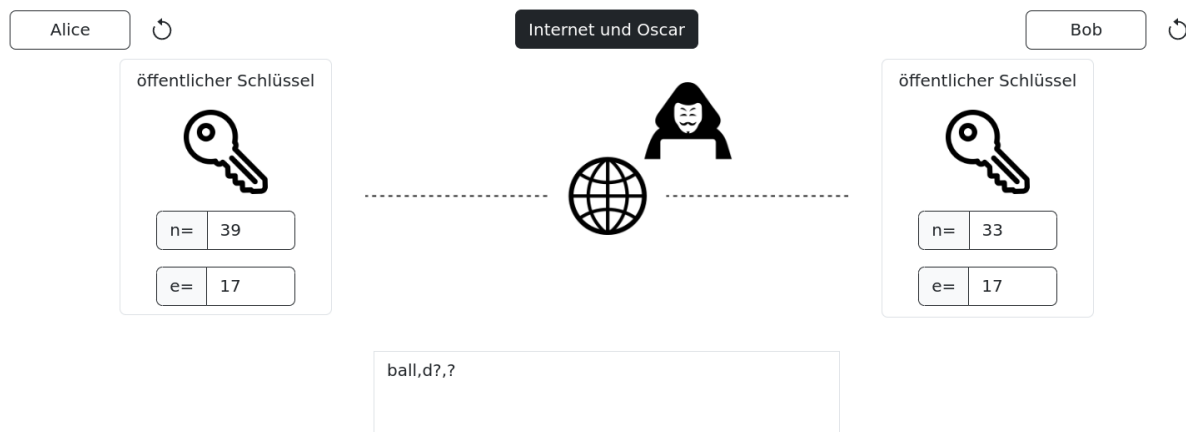 Alice
Internet und Oscar
Bob
öffentlicher Schlüssel
n= 39
e= 17
öffentlicher Schlüssel
n= 33
e= 17
ball,d?,?